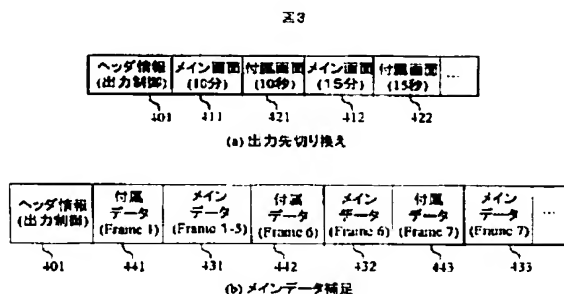 図3
ヘッダ情報
(出力制御)
メイン画面
(10分)
付属画面
(10秒)
メイン画面
(15分)
付属画面
(15秒)
...
401
411
421
412
422
(a) 出力先切り換え
ヘッダ情報
(出力制御)
付属
データ
(Frame 1)
メイン
データ
(Frame 1-5)
付属
データ
(Frame 6)
メイン
データ
(Frame 6)
付属
データ
(Frame 7)
メイン
データ
(Frame 7)
...
401
441
431
442
432
443
433
(b) メインデータ補足